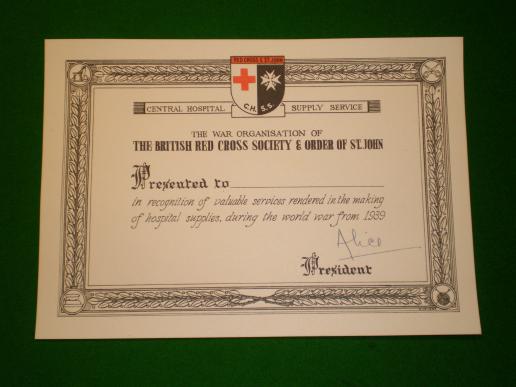 RED CROSS & ST. JOHN
C.H.S.S.
CENTRAL HOSPITAL SUPPLY SERVICE
THE WAR ORGANISATION OF
THE BRITISH RED CROSS SOCIETY & ORDER OF ST. JOHN
Presented to
in recognition of valuable services rendered in the making
of hospital supplies, during the world war from 1939
Alice
President